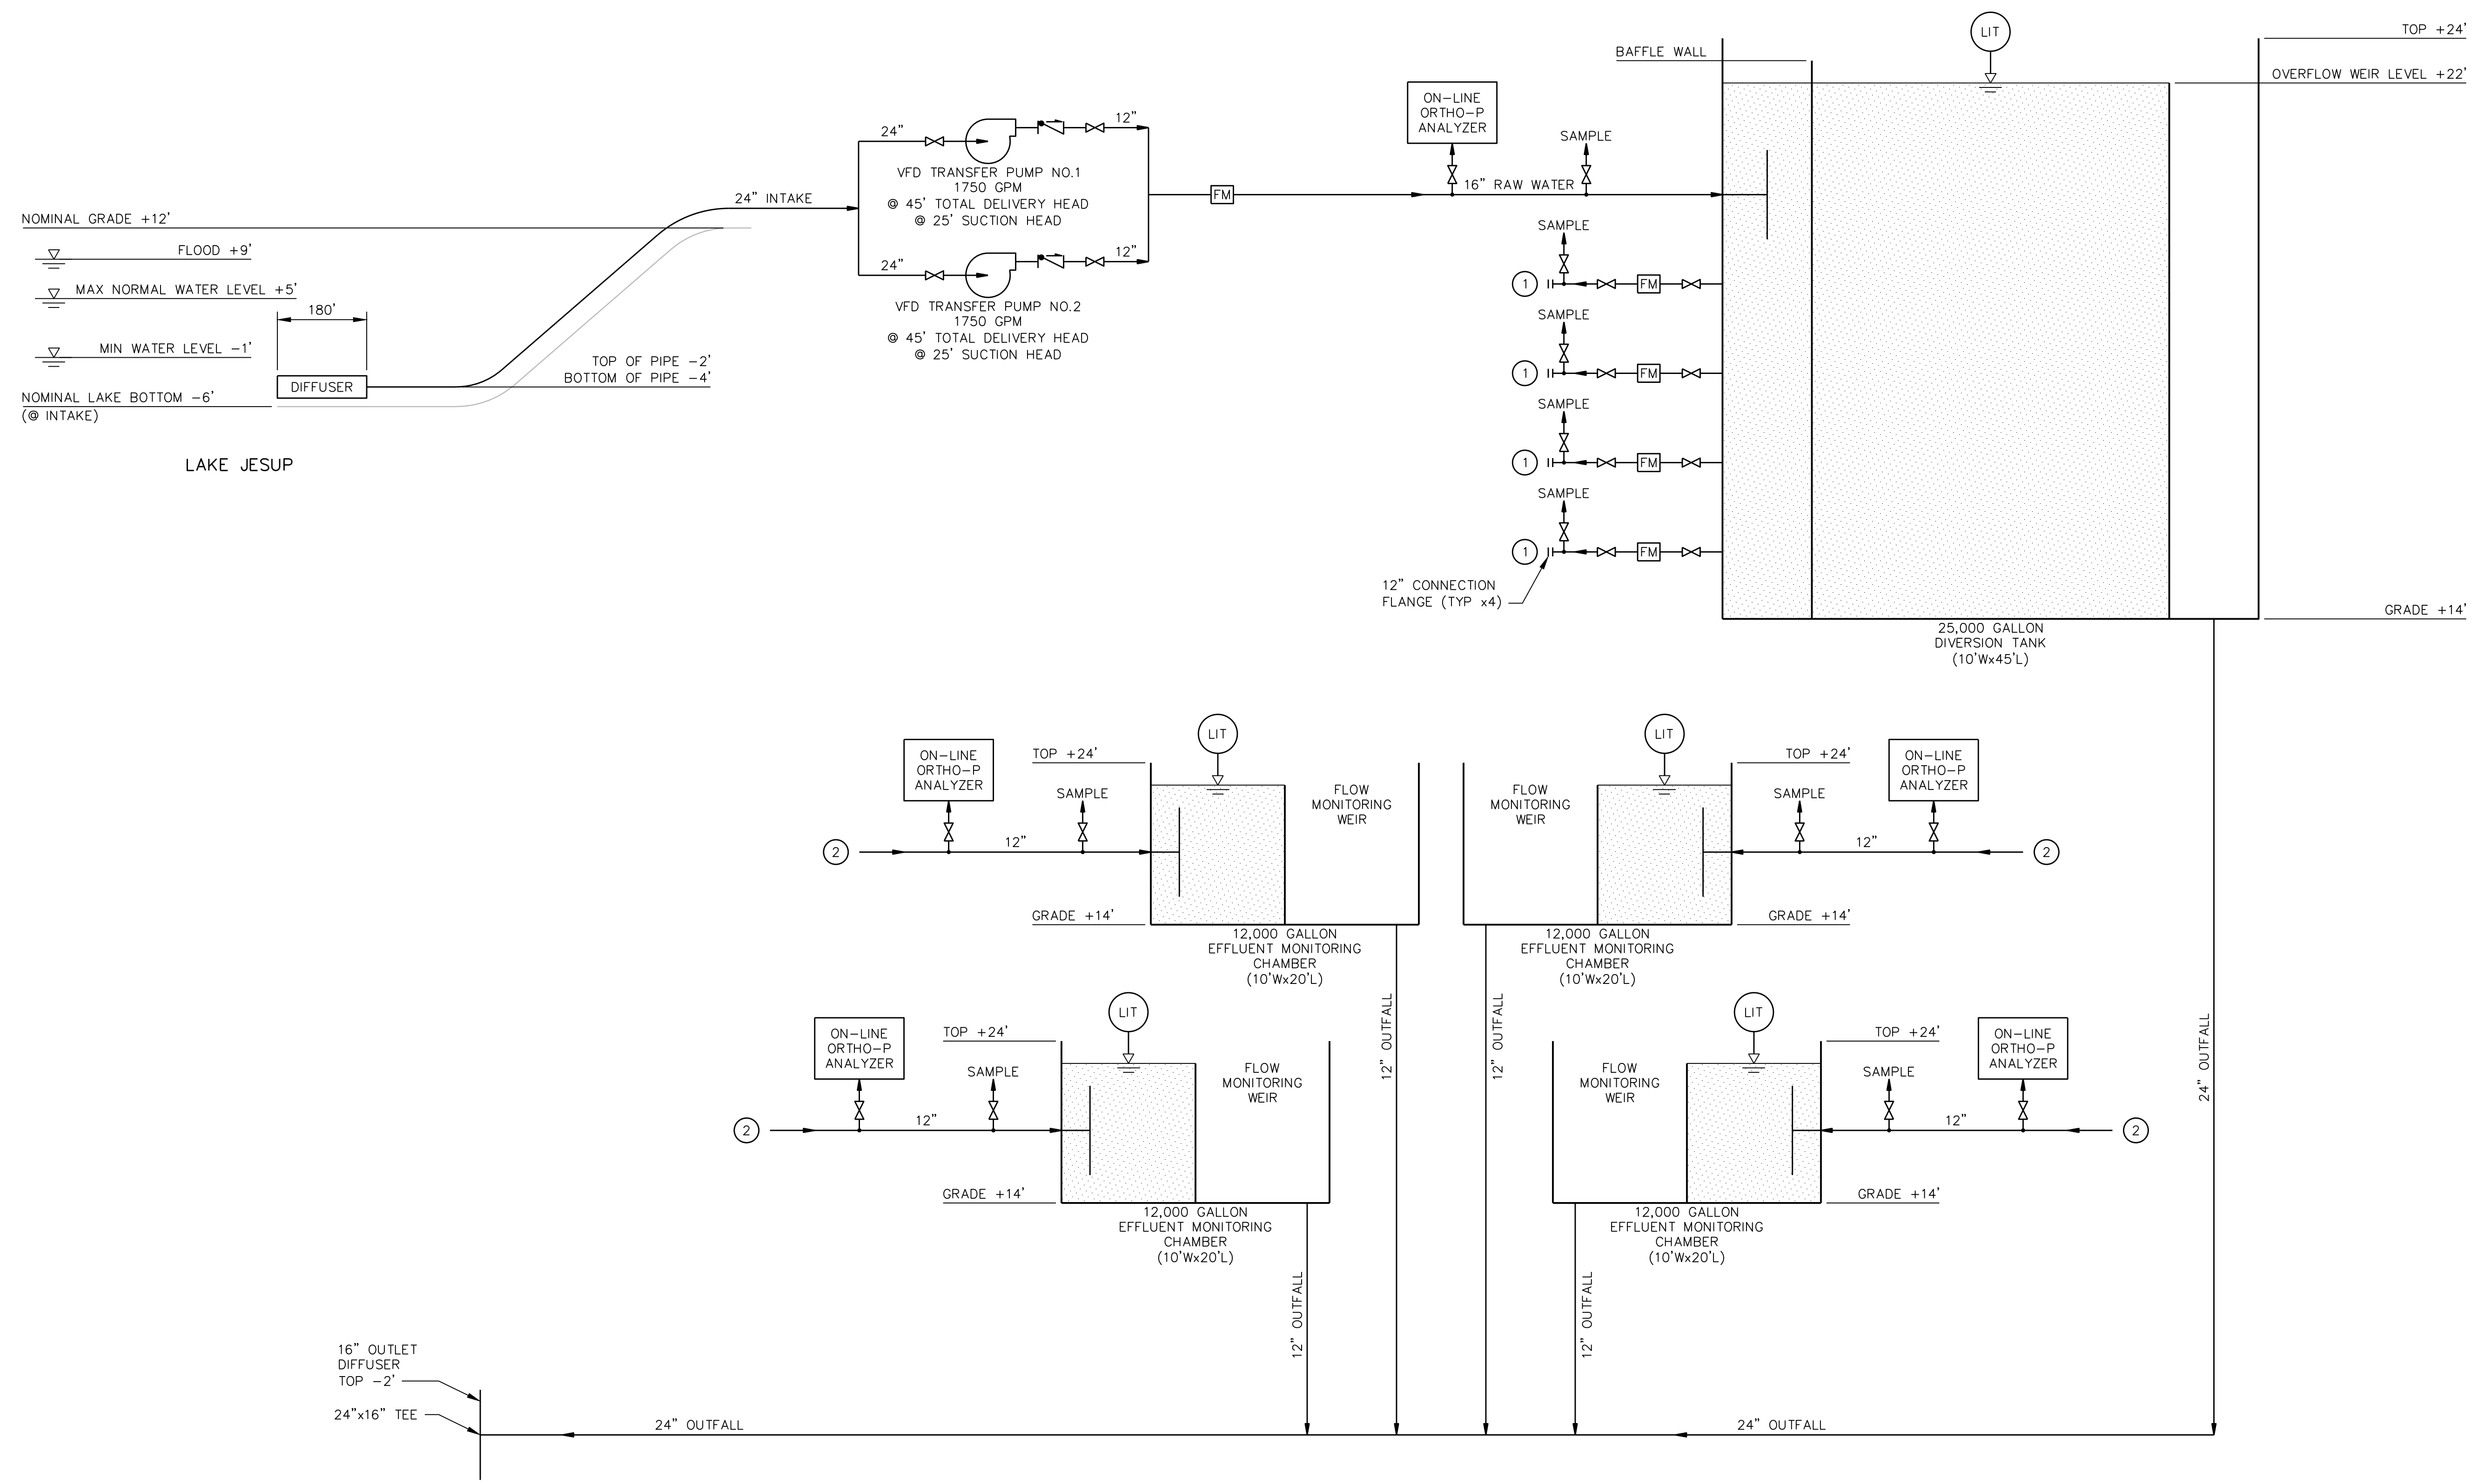 LIT
TOP +24'
BAFFLE WALL
OVERFLOW WEIR LEVEL +22'
ON-LINE
ORTHO-P
ANALYZER
SAMPLE
24"
12"
VFD TRANSFER PUMP NO.1
1750 GPM
@ 45' TOTAL DELIVERY HEAD
@ 25' SUCTION HEAD
16" RAW WATER
FM
24" INTAKE
NOMINAL GRADE +12'
FLOOD +9'
MAX NORMAL WATER LEVEL +5'
180'
MIN WATER LEVEL -1'
DIFFUSER
TOP OF PIPE -2'
BOTTOM OF PIPE -4'
NOMINAL LAKE BOTTOM -6'
(@ INTAKE)
LAKE JESUP
24"
12"
VFD TRANSFER PUMP NO.2
1750 GPM
@ 45' TOTAL DELIVERY HEAD
@ 25' SUCTION HEAD
SAMPLE
1
FM
SAMPLE
1
FM
SAMPLE
1
FM
SAMPLE
1
FM
12" CONNECTION
FLANGE (TYP x4)
GRADE +14'
25,000 GALLON
DIVERSION TANK
(10'Wx45'L)
ON-LINE
ORTHO-P
ANALYZER
SAMPLE
TOP +24'
LIT
FLOW
MONITORING
WEIR
2
12"
GRADE +14'
12,000 GALLON
EFFLUENT MONITORING
CHAMBER
(10'Wx20'L)
12" OUTFALL
FLOW
MONITORING
WEIR
LIT
TOP +24'
SAMPLE
ON-LINE
ORTHO-P
ANALYZER
12"
2
GRADE +14'
12,000 GALLON
EFFLUENT MONITORING
CHAMBER
(10'Wx20'L)
12" OUTFALL
24" OUTFALL
ON-LINE
ORTHO-P
ANALYZER
SAMPLE
TOP +24'
LIT
FLOW
MONITORING
WEIR
2
12"
GRADE +14'
12,000 GALLON
EFFLUENT MONITORING
CHAMBER
(10'Wx20'L)
12" OUTFALL
FLOW
MONITORING
WEIR
LIT
TOP +24'
SAMPLE
ON-LINE
ORTHO-P
ANALYZER
12"
2
GRADE +14'
12,000 GALLON
EFFLUENT MONITORING
CHAMBER
(10'Wx20'L)
12" OUTFALL
16" OUTLET
DIFFUSER
TOP -2'
24"x16" TEE
24" OUTFALL
24" OUTFALL